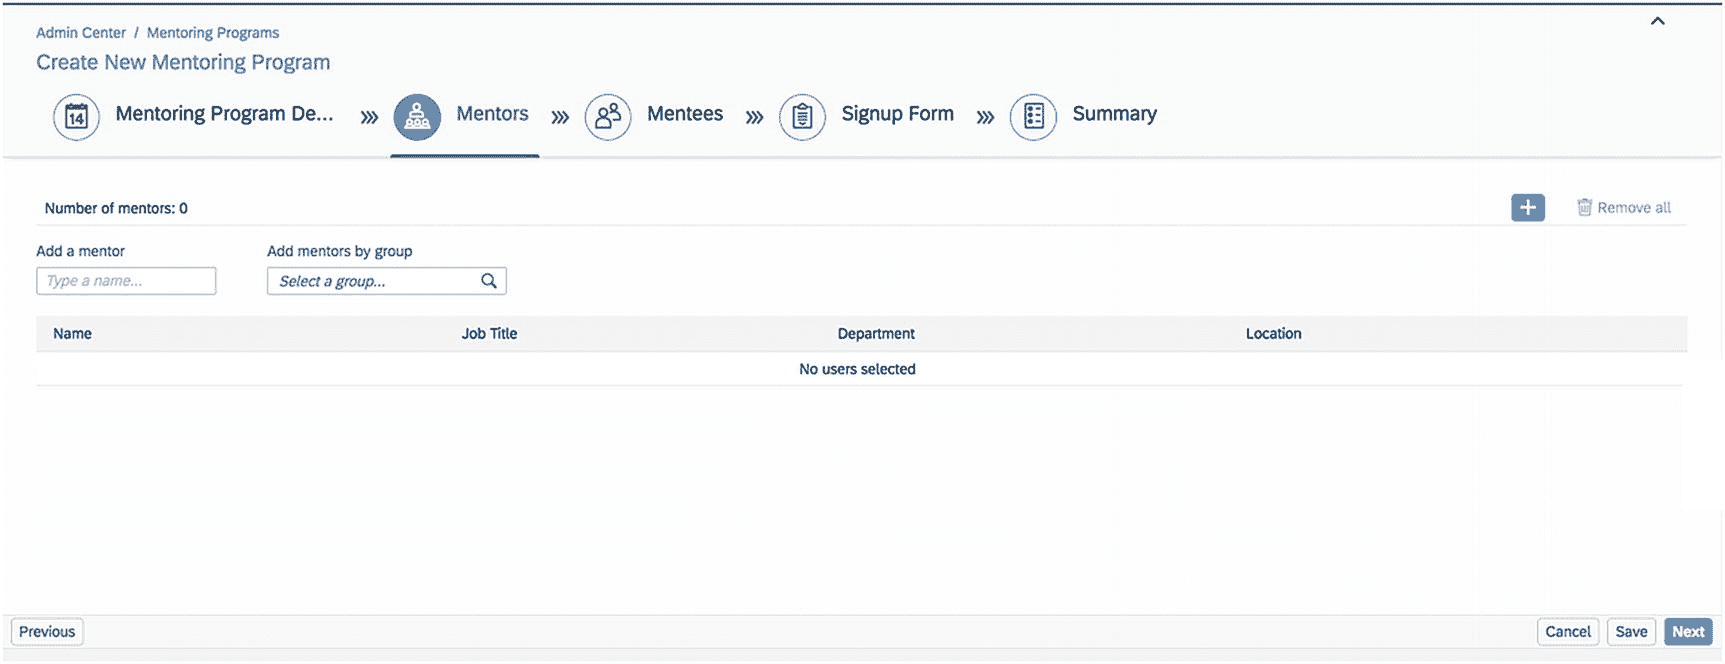 Admin Center / Mentoring Programs
Create New Mentoring Program
14 Mentoring Program De... »» Mentors »» Mentees »» Signup Form »» Summary
Number of mentors: 0 + Remove all
Add a mentor Add mentors by group
Type a name... Select a group...
Name Job Title Department Location
No users selected
Previous Cancel Save Next